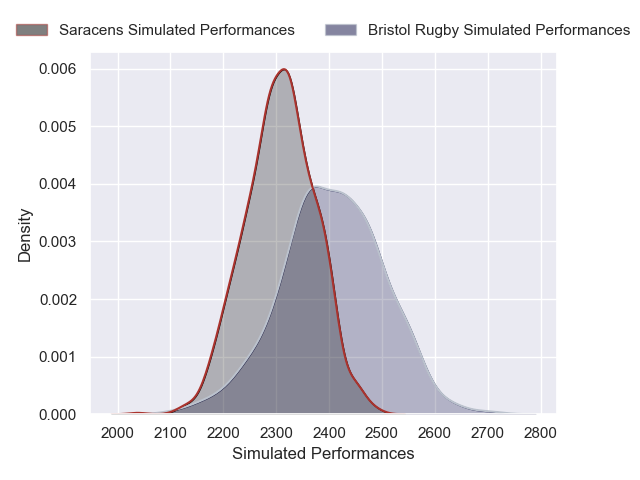 Saracens Simulated Performances
Bristol Rugby Simulated Performances
0.006
0.005
0.004
0.003
0.002
0.001
0.000
Density
2000 2100 2200 2300 2400 2500 2600 2700 2800
Simulated Performances